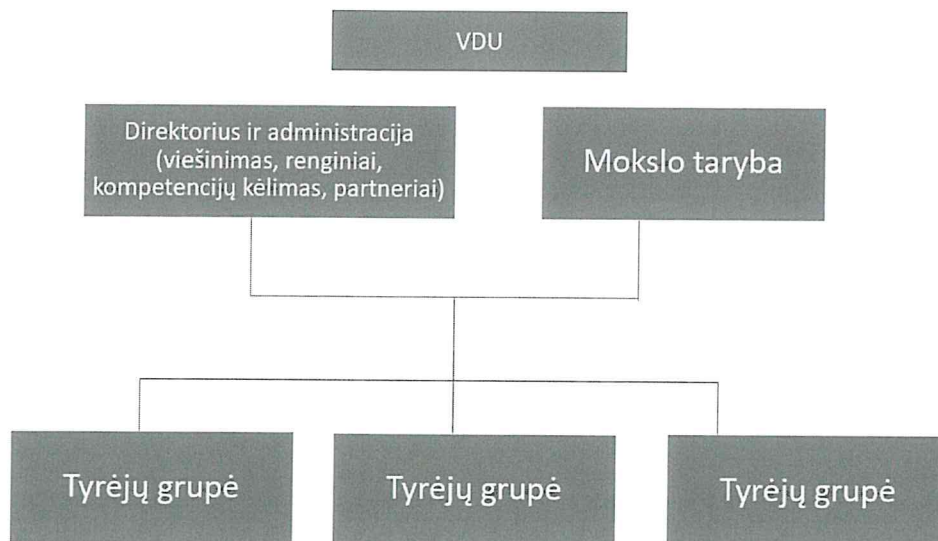 VDU
Direktorius ir administracija
(viešinimas, renginiai,
kompetencijų kėlimas, partneriai)
Mokslo taryba
Tyrėjų grupė
Tyrėjų grupė
Tyrėjų grupė